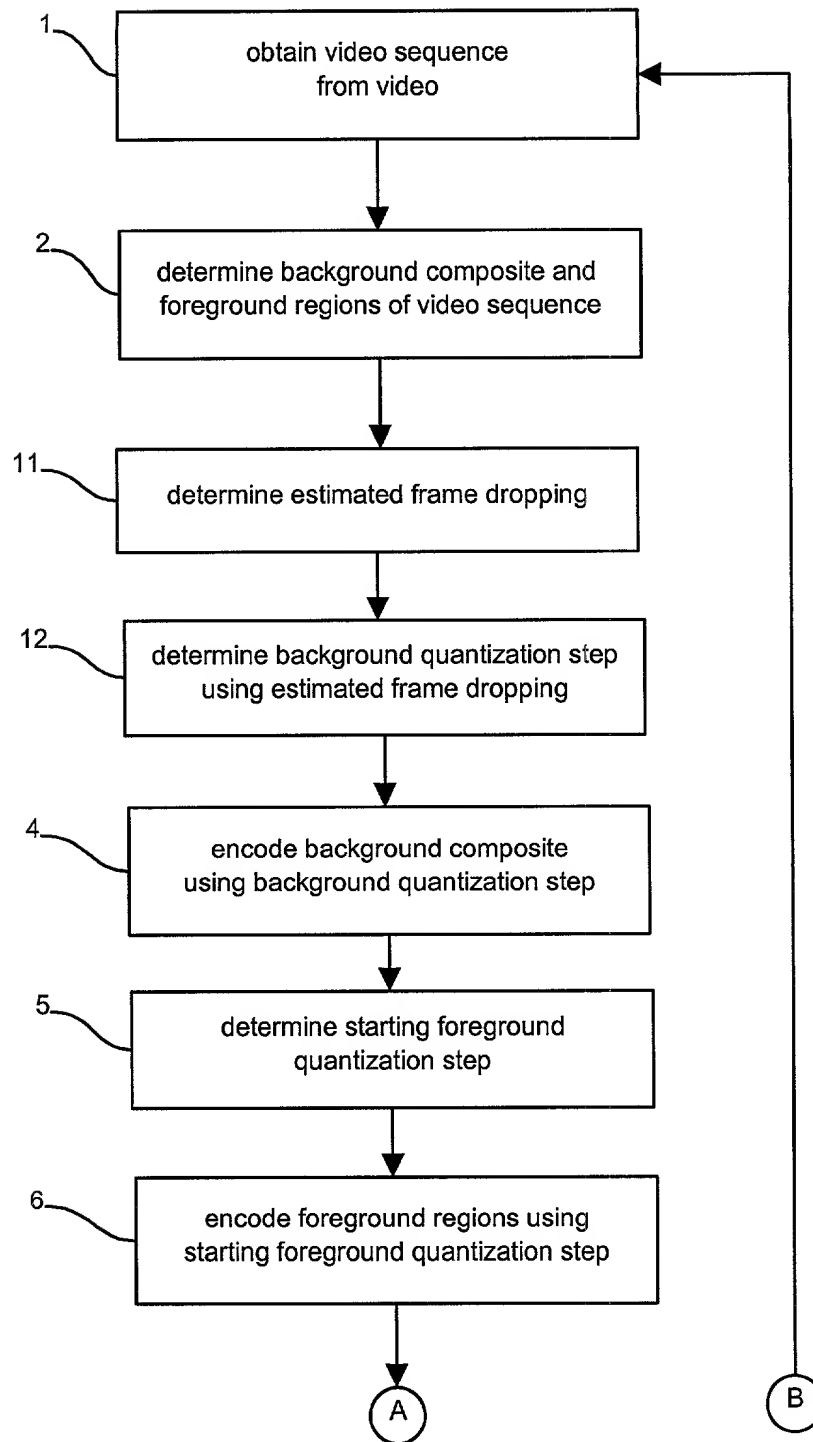 1
obtain video sequence
from video
2
determine background composite and
foreground regions of video sequence
11
determine estimated frame dropping
12
determine background quantization step
using estimated frame dropping
4
encode background composite
using background quantization step
5
determine starting foreground
quantization step
6
encode foreground regions using
starting foreground quantization step
A
B